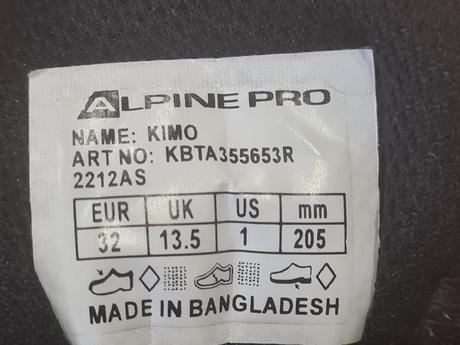 ALPINE PRO
NAME: KIMO
ART NO: KBTA355653R
2212AS
EUR UK US mm
32 13.5 1 205
MADE IN BANGLADESH